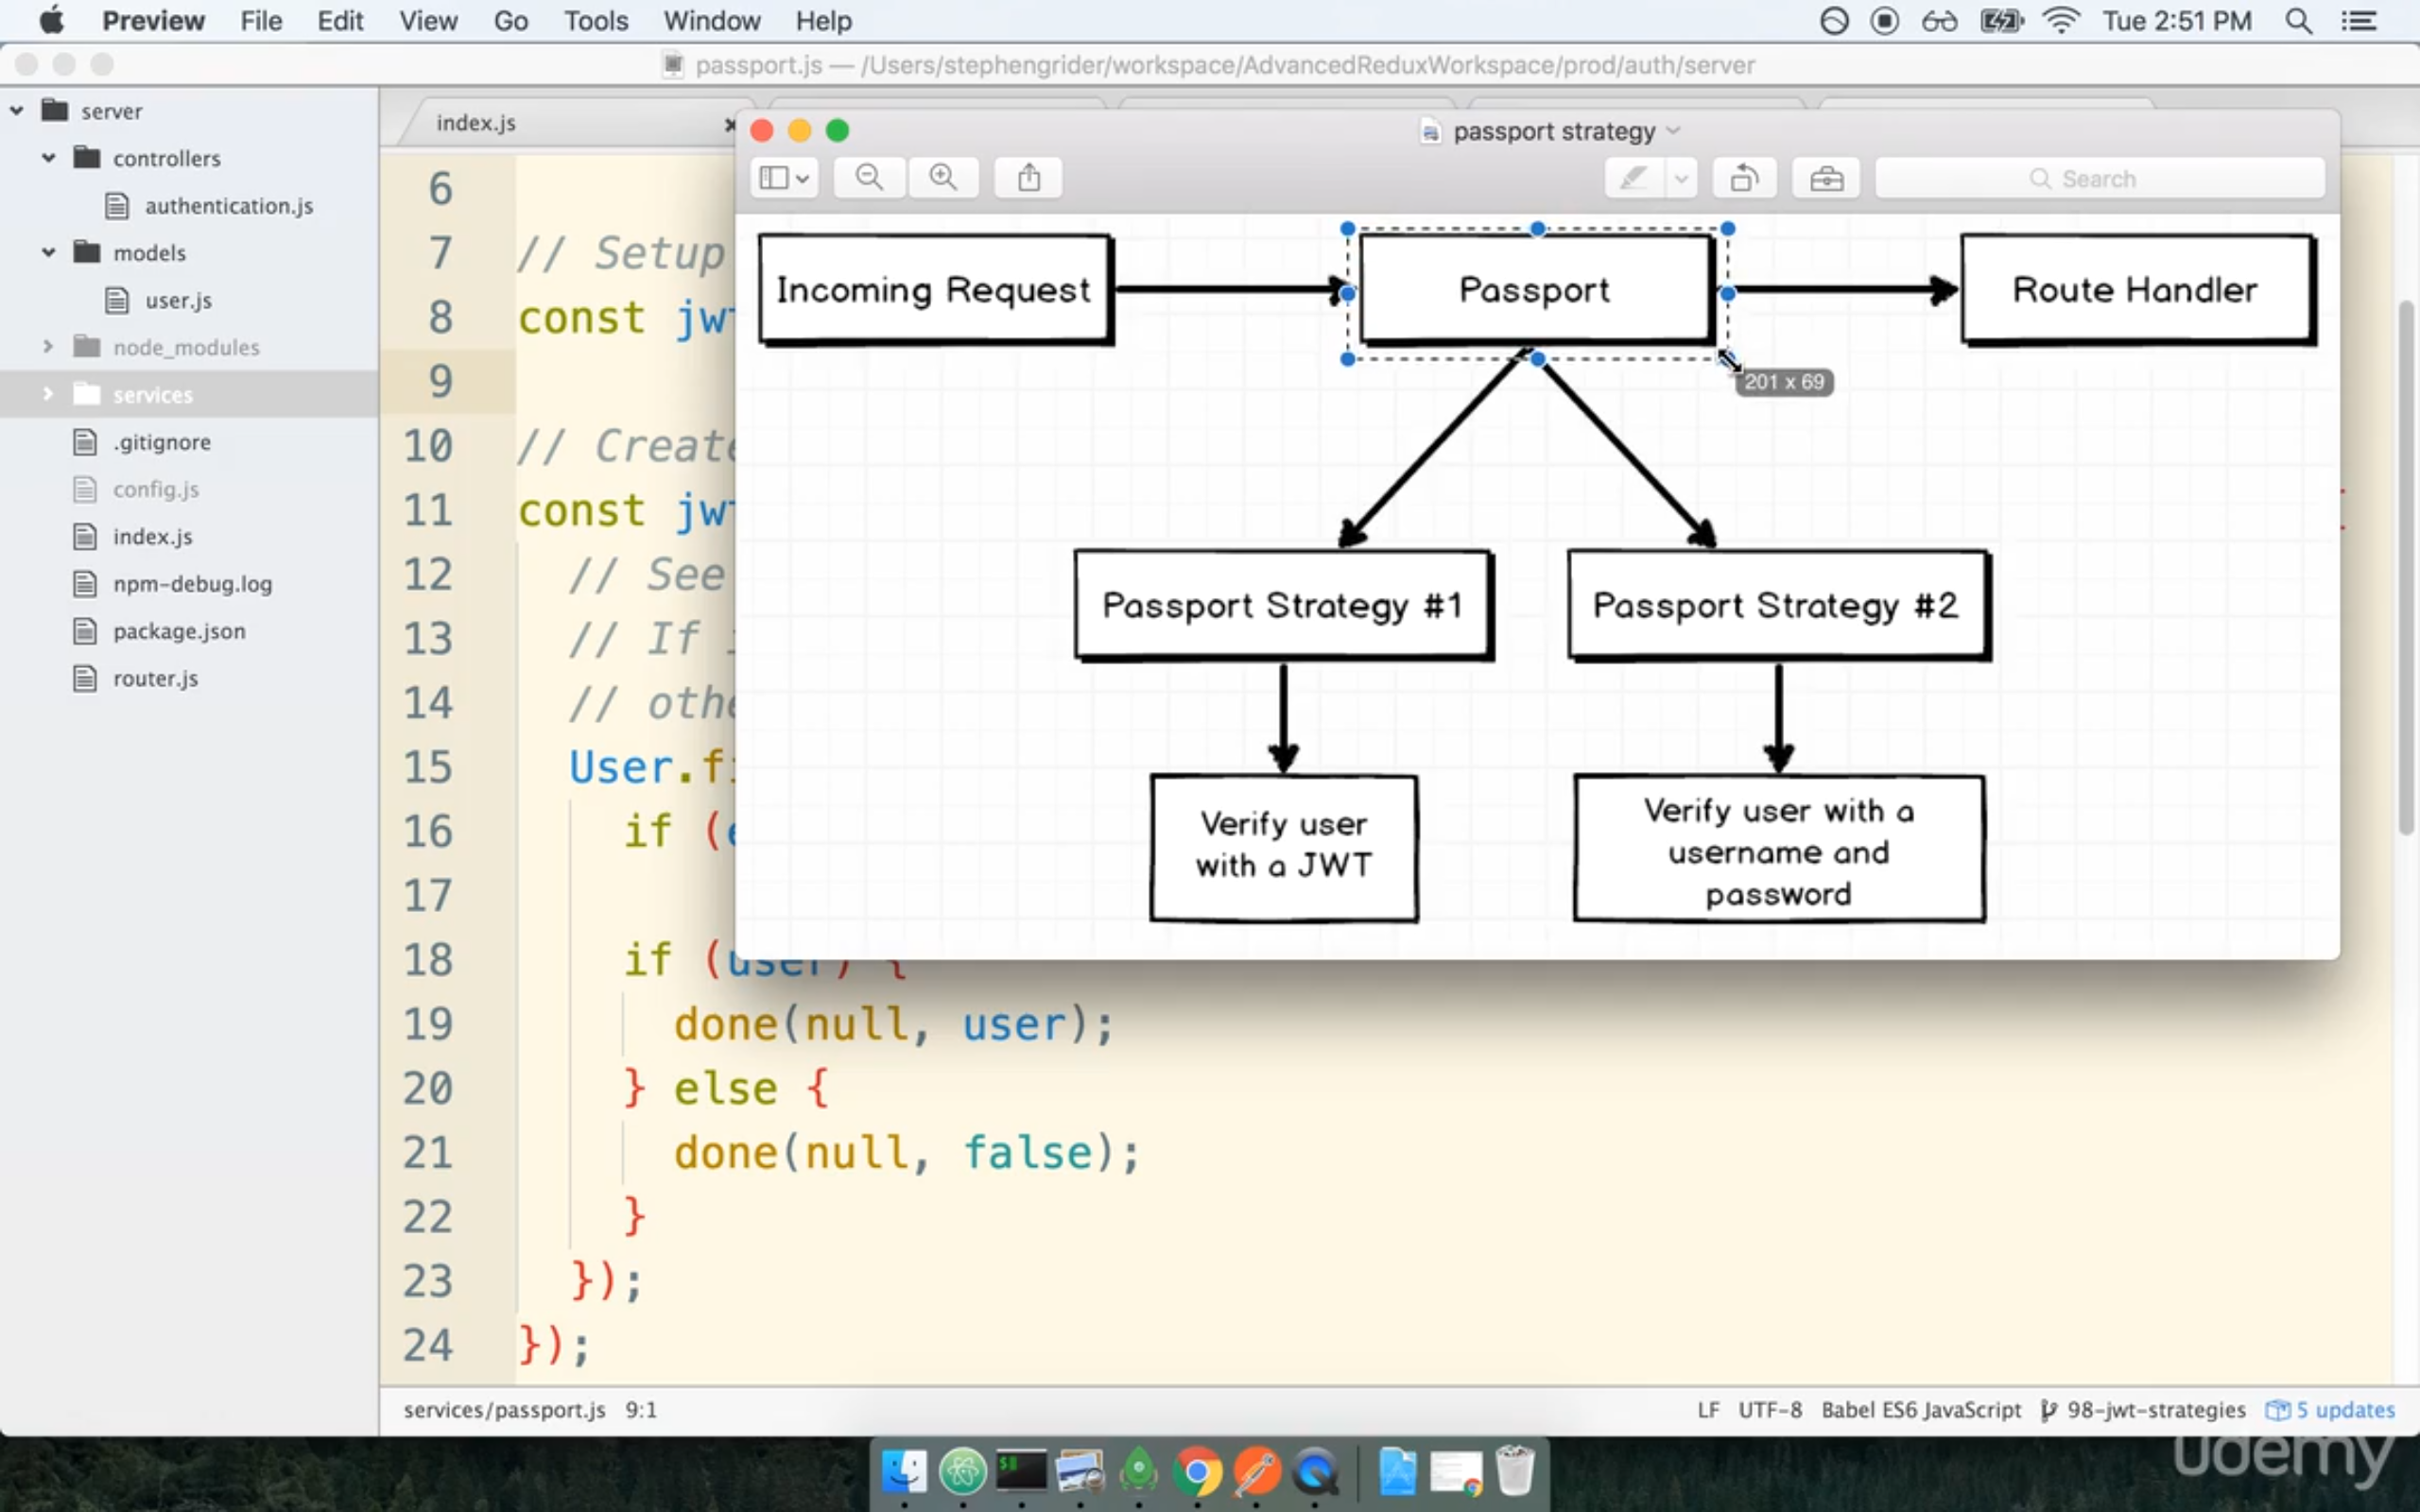 Preview File Edit View Go Tools Window Help Tue 2:51 PM
passport.js — /Users/stephengrider/workspace/AdvancedReduxWorkspace/prod/auth/server
server
controllers
authentication.js
models
user.js
node_modules
services
.gitignore
config.js
index.js
npm-debug.log
package.json
router.js
index.js
passport strategy
Search
Incoming Request
Passport
Route Handler
201 x 69
Passport Strategy #1
Passport Strategy #2
Verify user
with a JWT
Verify user with a
username and
password
6
7 // Setup
8 const jwt
9
10 // Create
11 const jwt
12 // See
13 // If
14 //
15 User.
16 if (
17
18 if (user) {
19 done(null, user);
20 } else {
21 done(null, false);
22 }
23 });
24 });
services/passport.js 9:1
LF UTF-8 Babel ES6 JavaScript 98-jwt-strategies 5 updates
udemy